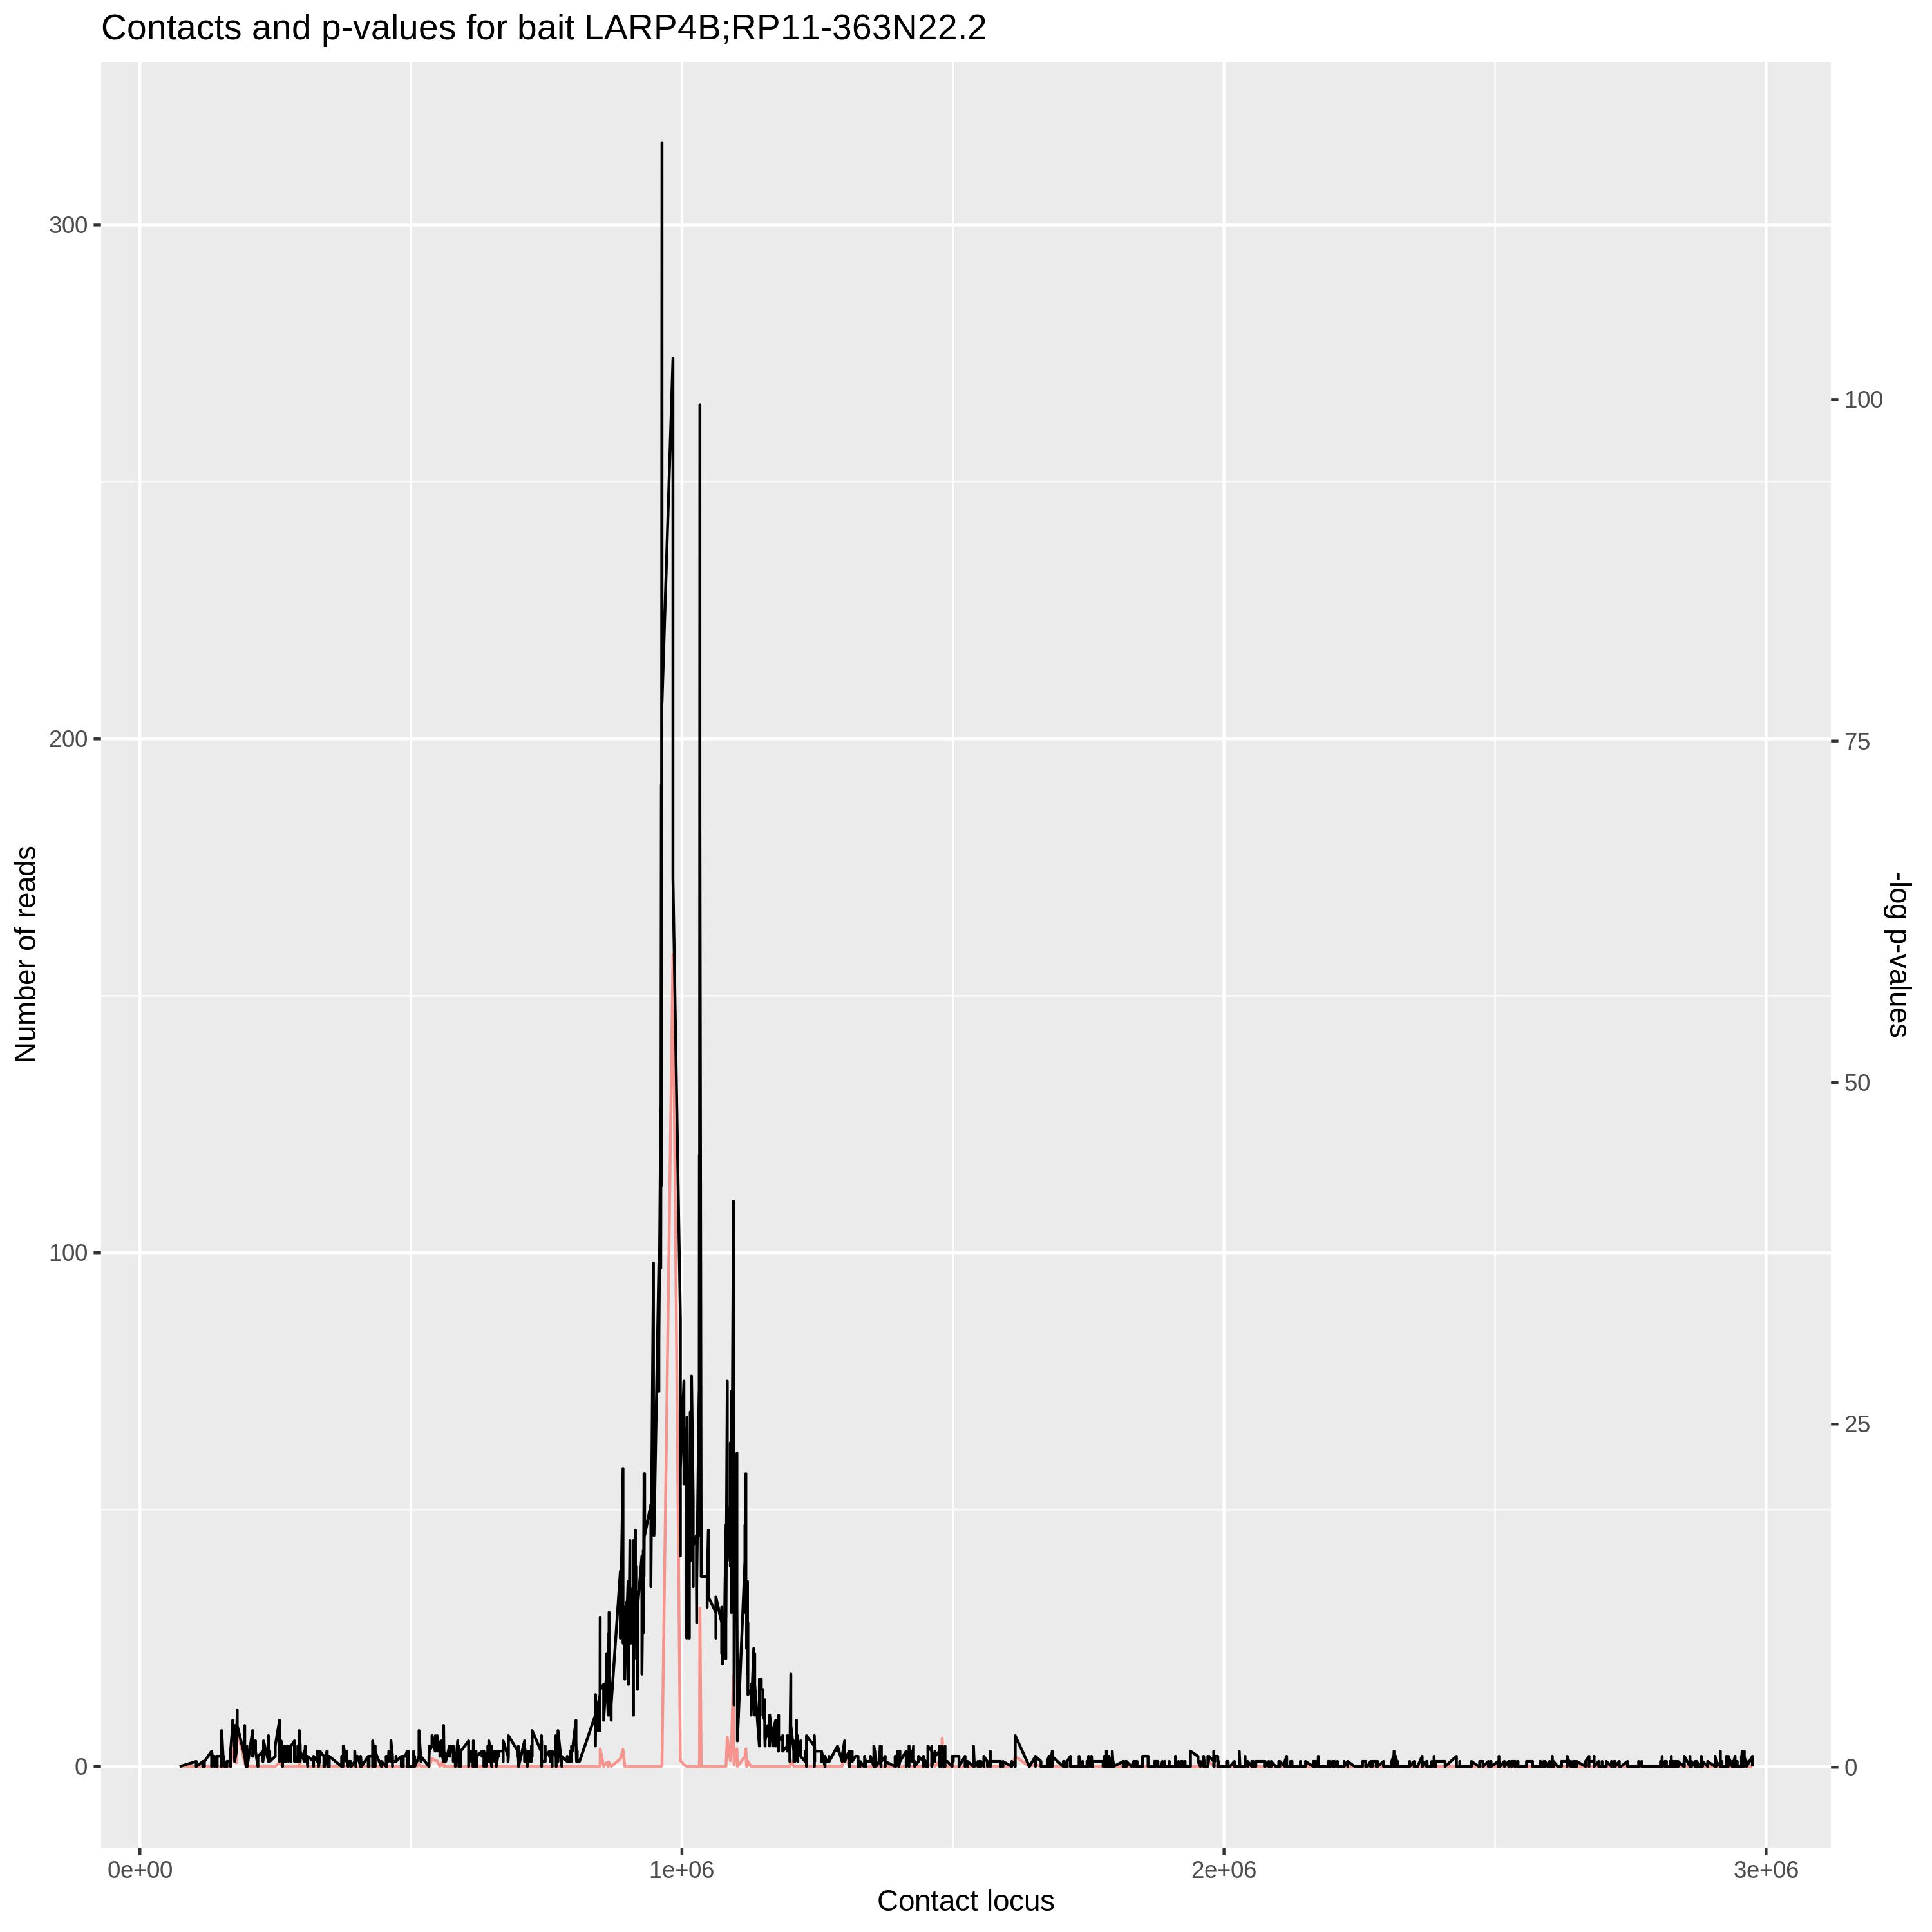 Contacts and p-values for bait LARP4B;RP11-363N22.2
300
200
100
0
Number of reads
100
75
50
25
0
-log p-values
0e+00
1e+06
2e+06
3e+06
Contact locus